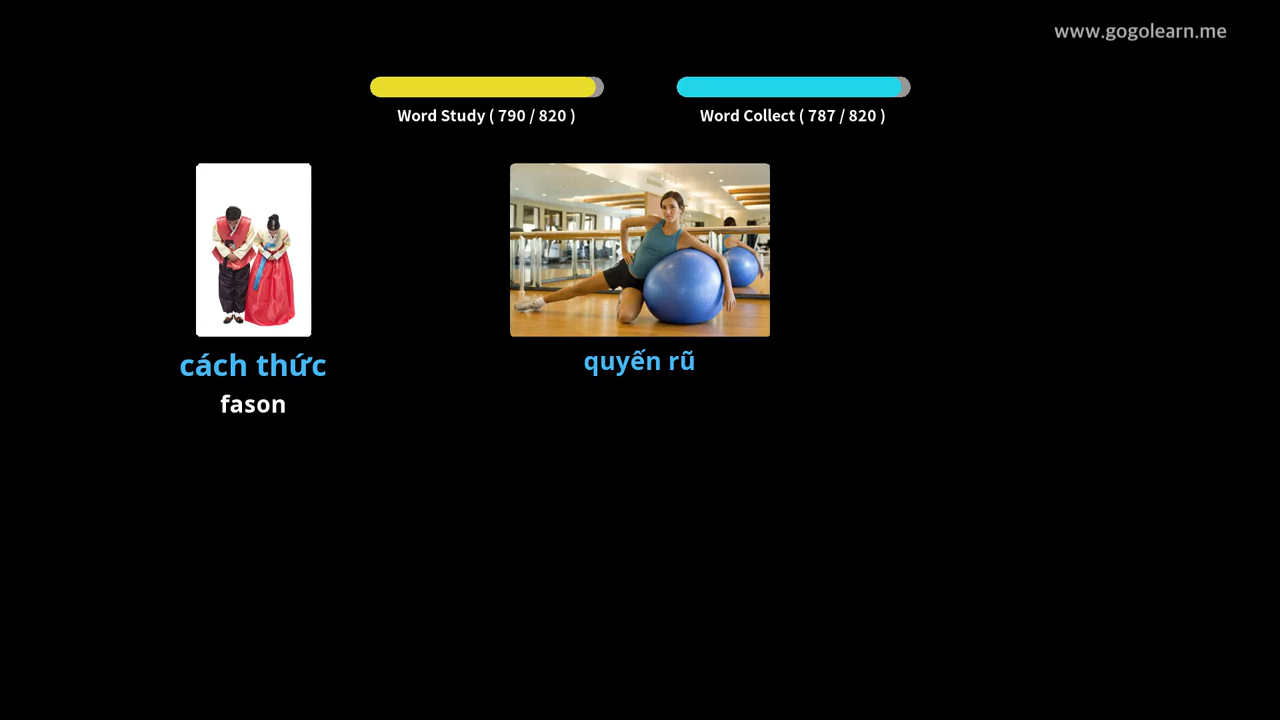 www.gogolearn.me
Word Study ( 790 / 820 )
Word Collect ( 787 / 820 )
cách thức
fason
quyến rũ